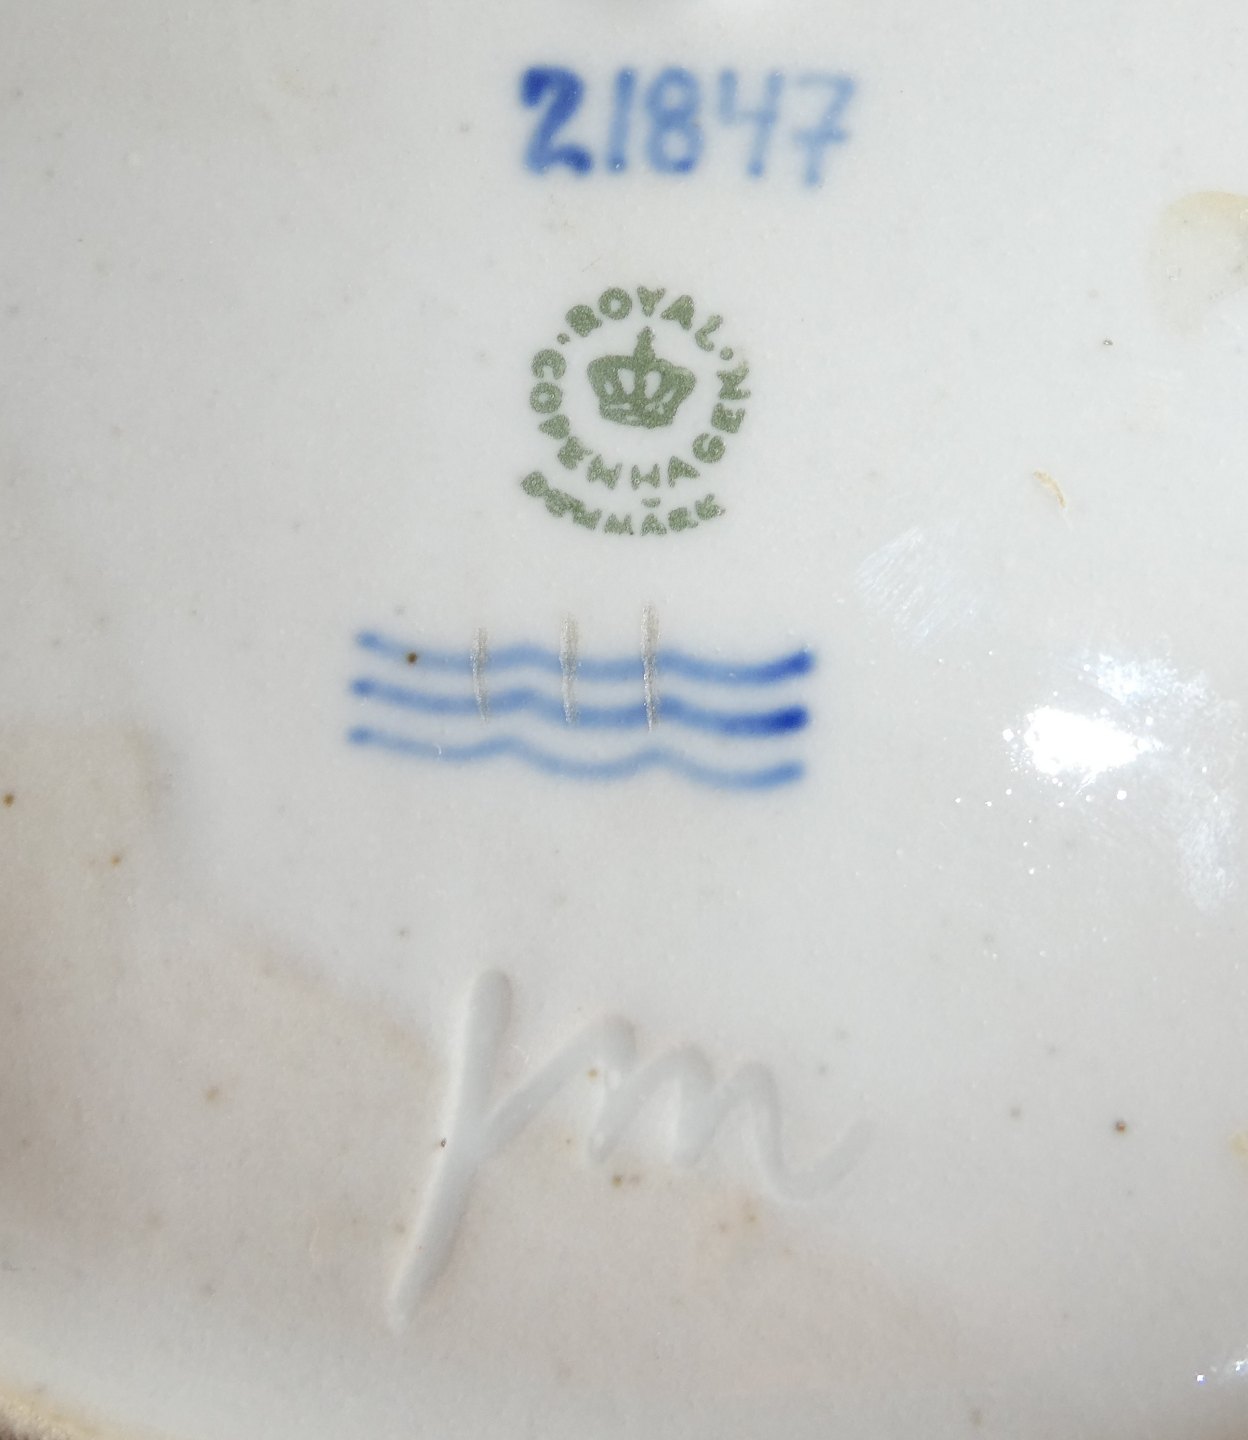 21847
ROYAL
COPENHAGEN
DENMARK